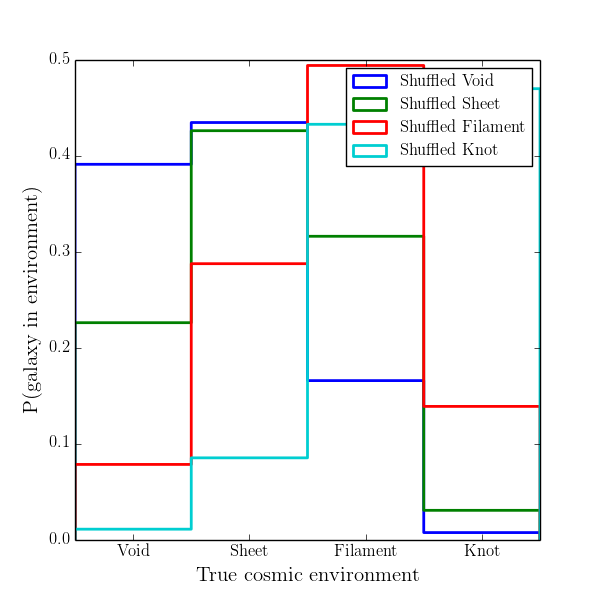 0.5
0.4
0.3
0.2
0.1
0.0
P(galaxy in environment)
Shuffled Void
Shuffled Sheet
Shuffled Filament
Shuffled Knot
Void Sheet Filament Knot
True cosmic environment